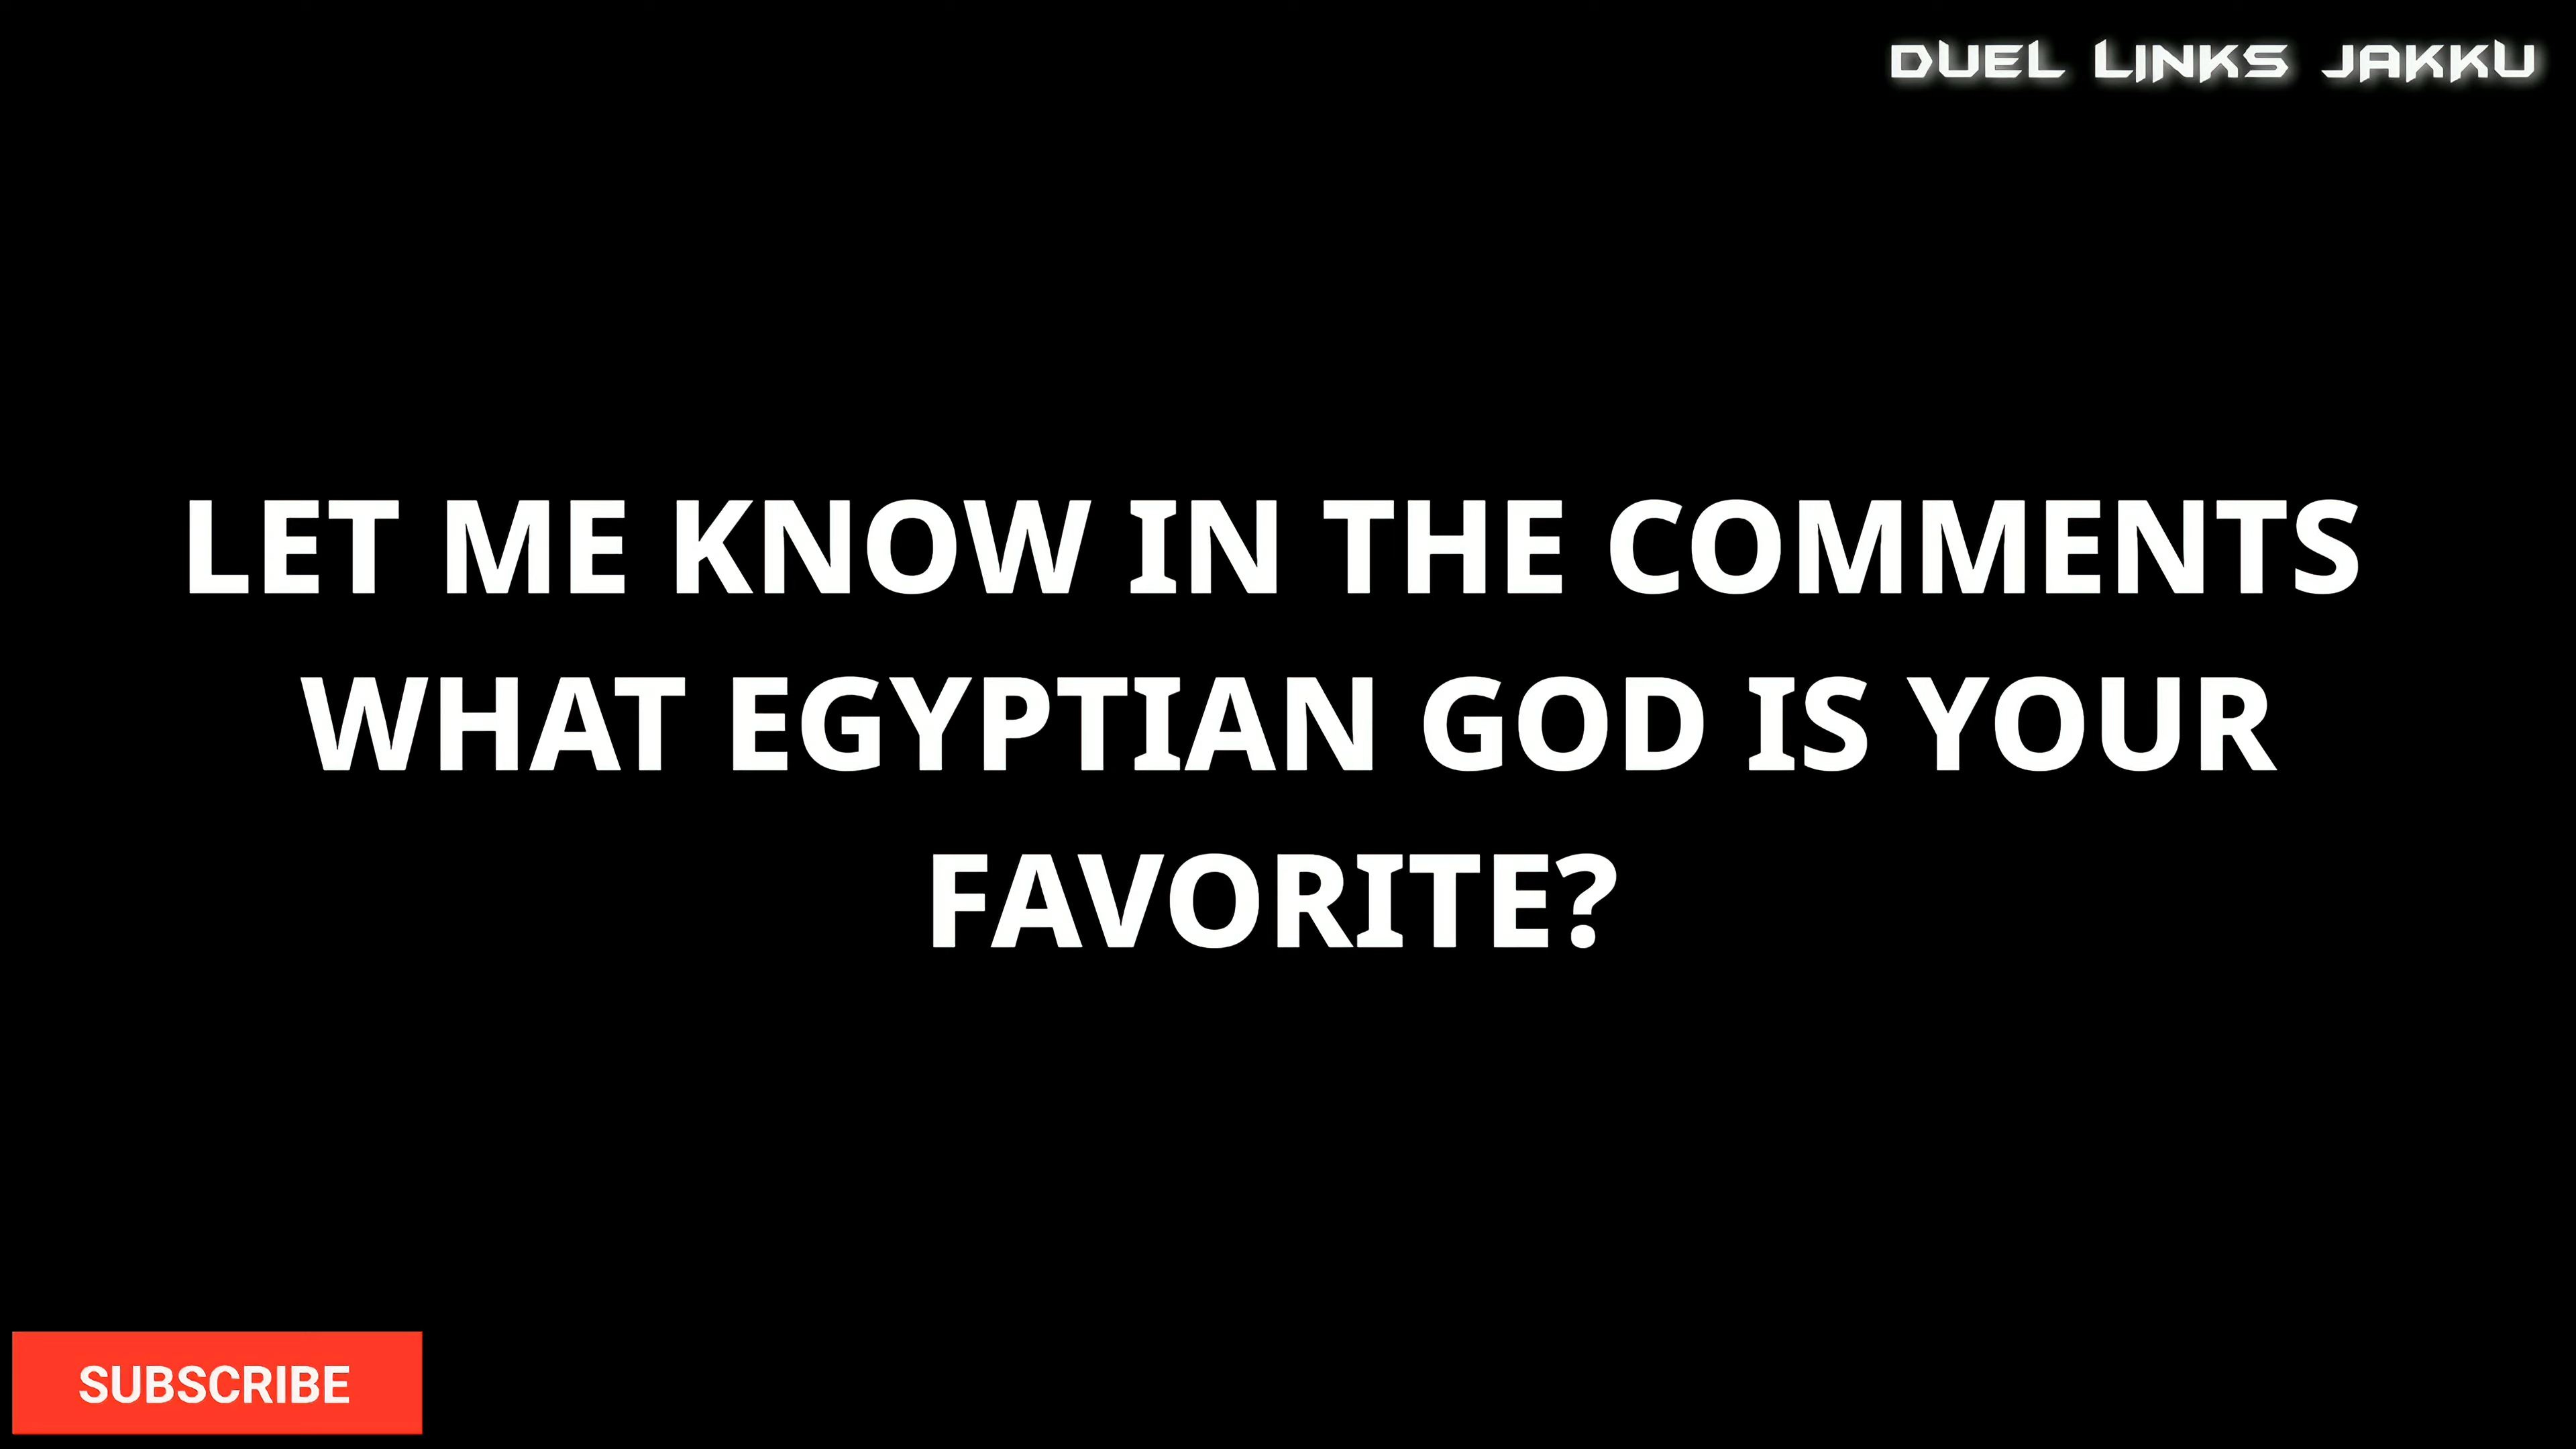 DUEL LINKS JAKKU
LET ME KNOW IN THE COMMENTS
WHAT EGYPTIAN GOD IS YOUR
FAVORITE?
SUBSCRIBE